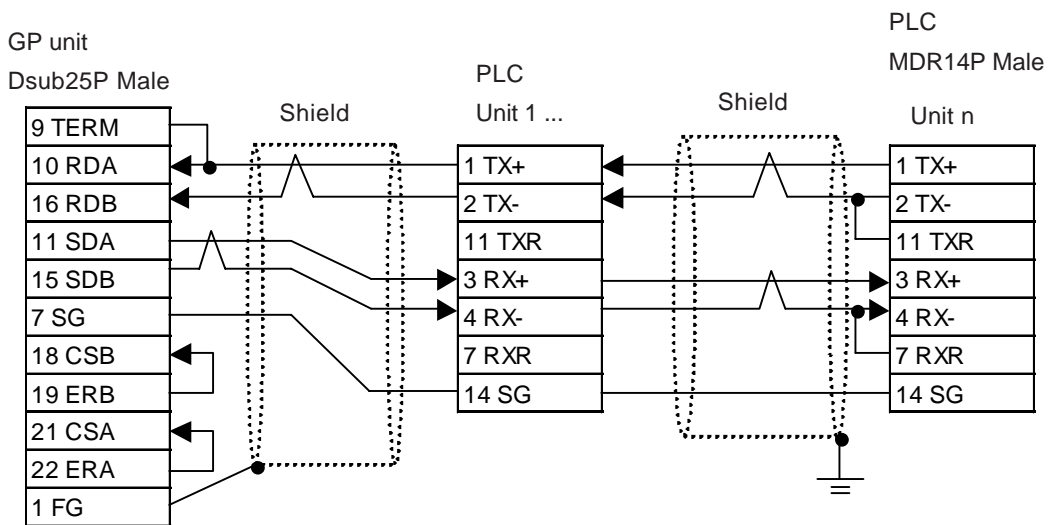 GP unit
Dsub25P Male
9 TERM
10 RDA
16 RDB
11 SDA
15 SDB
7 SG
18 CSB
19 ERB
21 CSA
22 ERA
1 FG
Shield
PLC
Unit 1 ...
1 TX+
2 TX-
11 TXR
3 RX+
4 RX-
7 RXR
14 SG
Shield
PLC
MDR14P Male
Unit n
1 TX+
2 TX-
11 TXR
3 RX+
4 RX-
7 RXR
14 SG